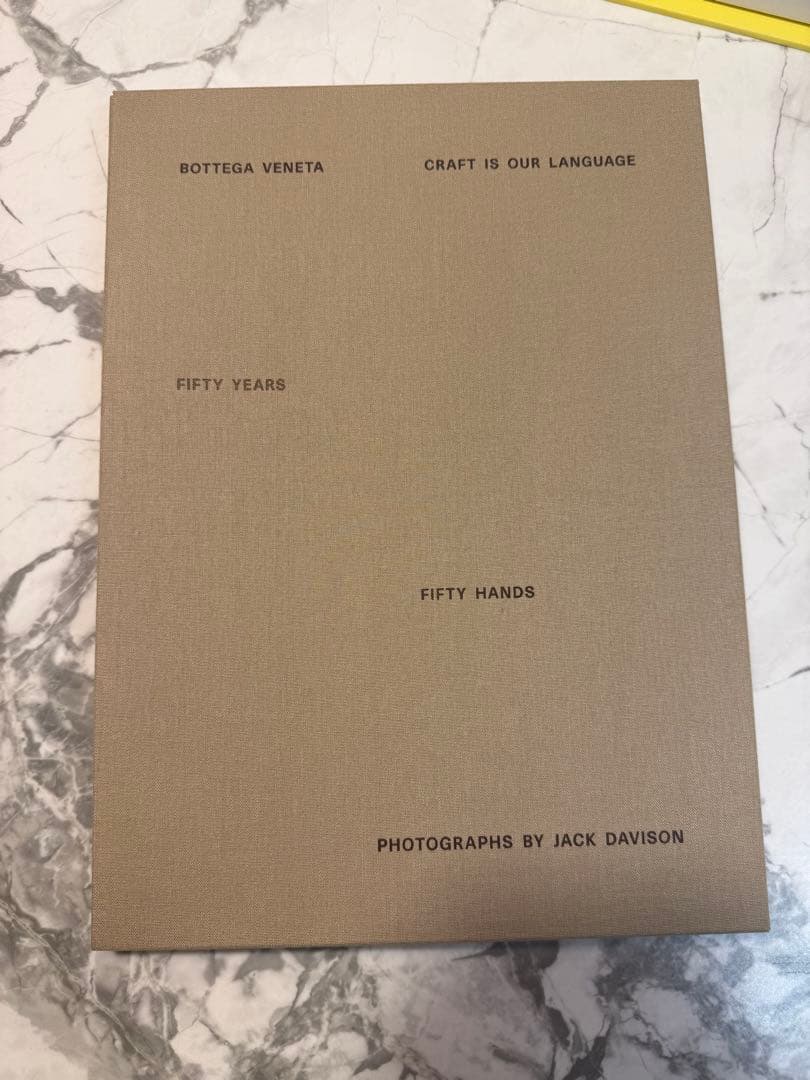 BOTTEGA VENETA
CRAFT IS OUR LANGUAGE
FIFTY YEARS
FIFTY HANDS
PHOTOGRAPHS BY JACK DAVISON